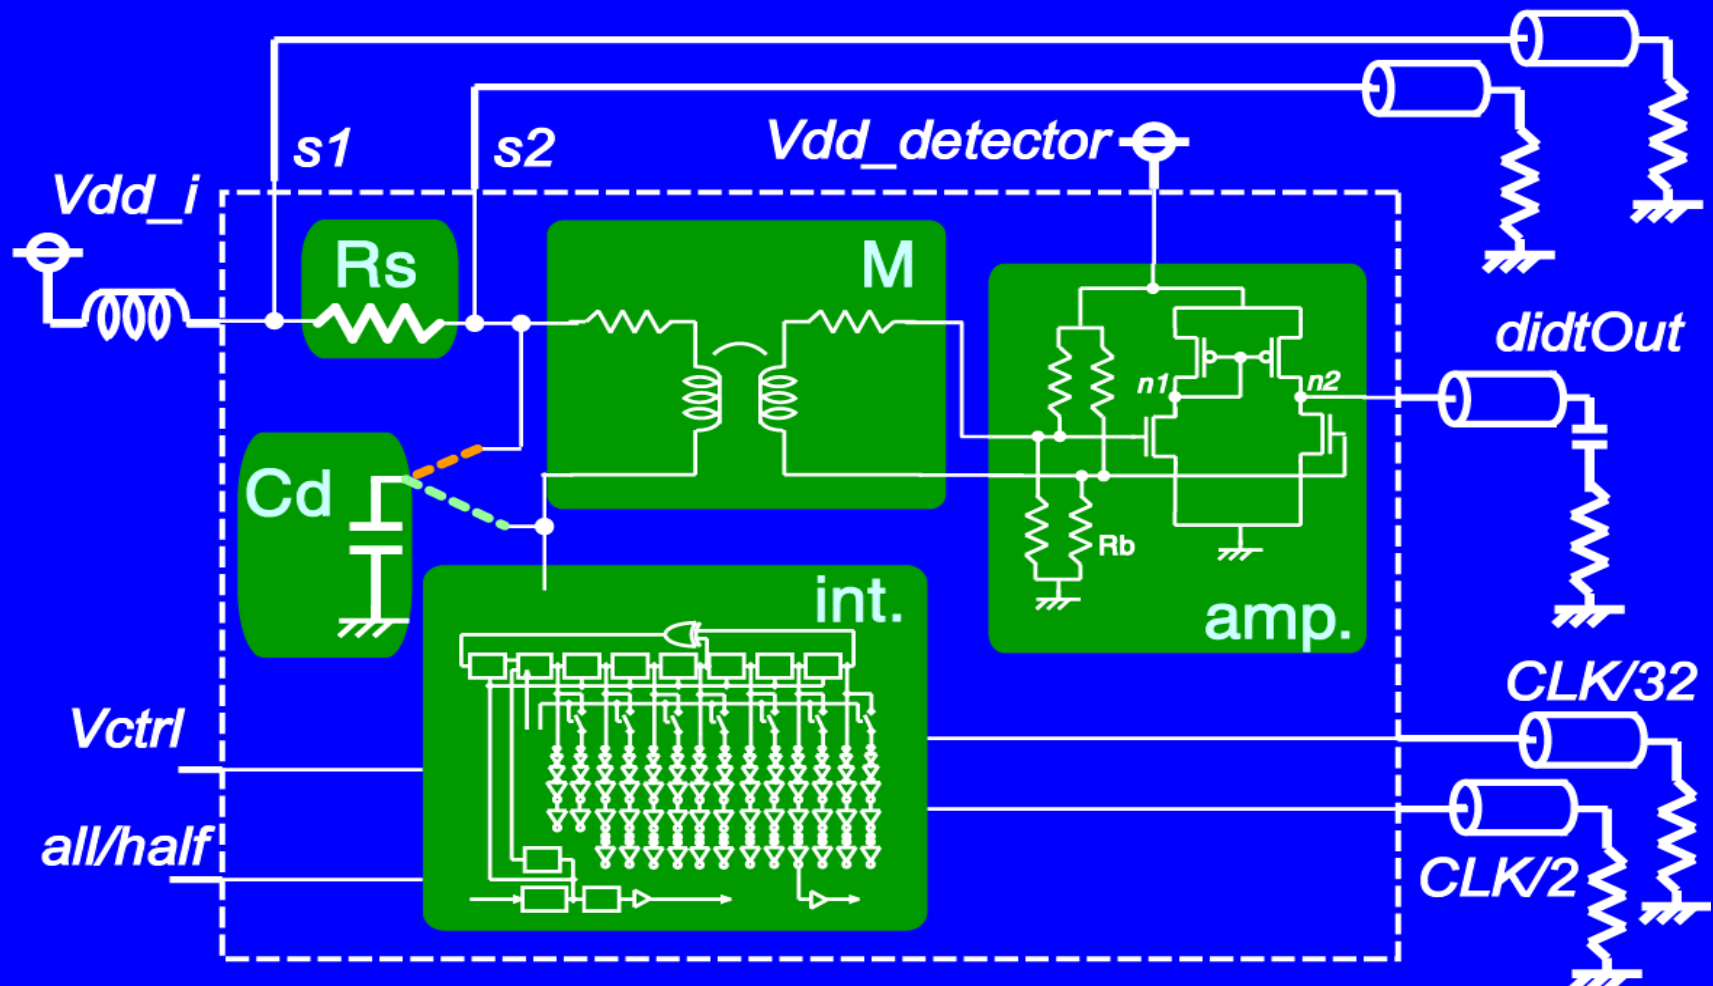 s1
s2
Vdd_detector
Vdd_i
Rs
M
didtOut
n1
n2
Cd
Rb
int.
amp.
CLK/32
Vctrl
all/half
CLK/2